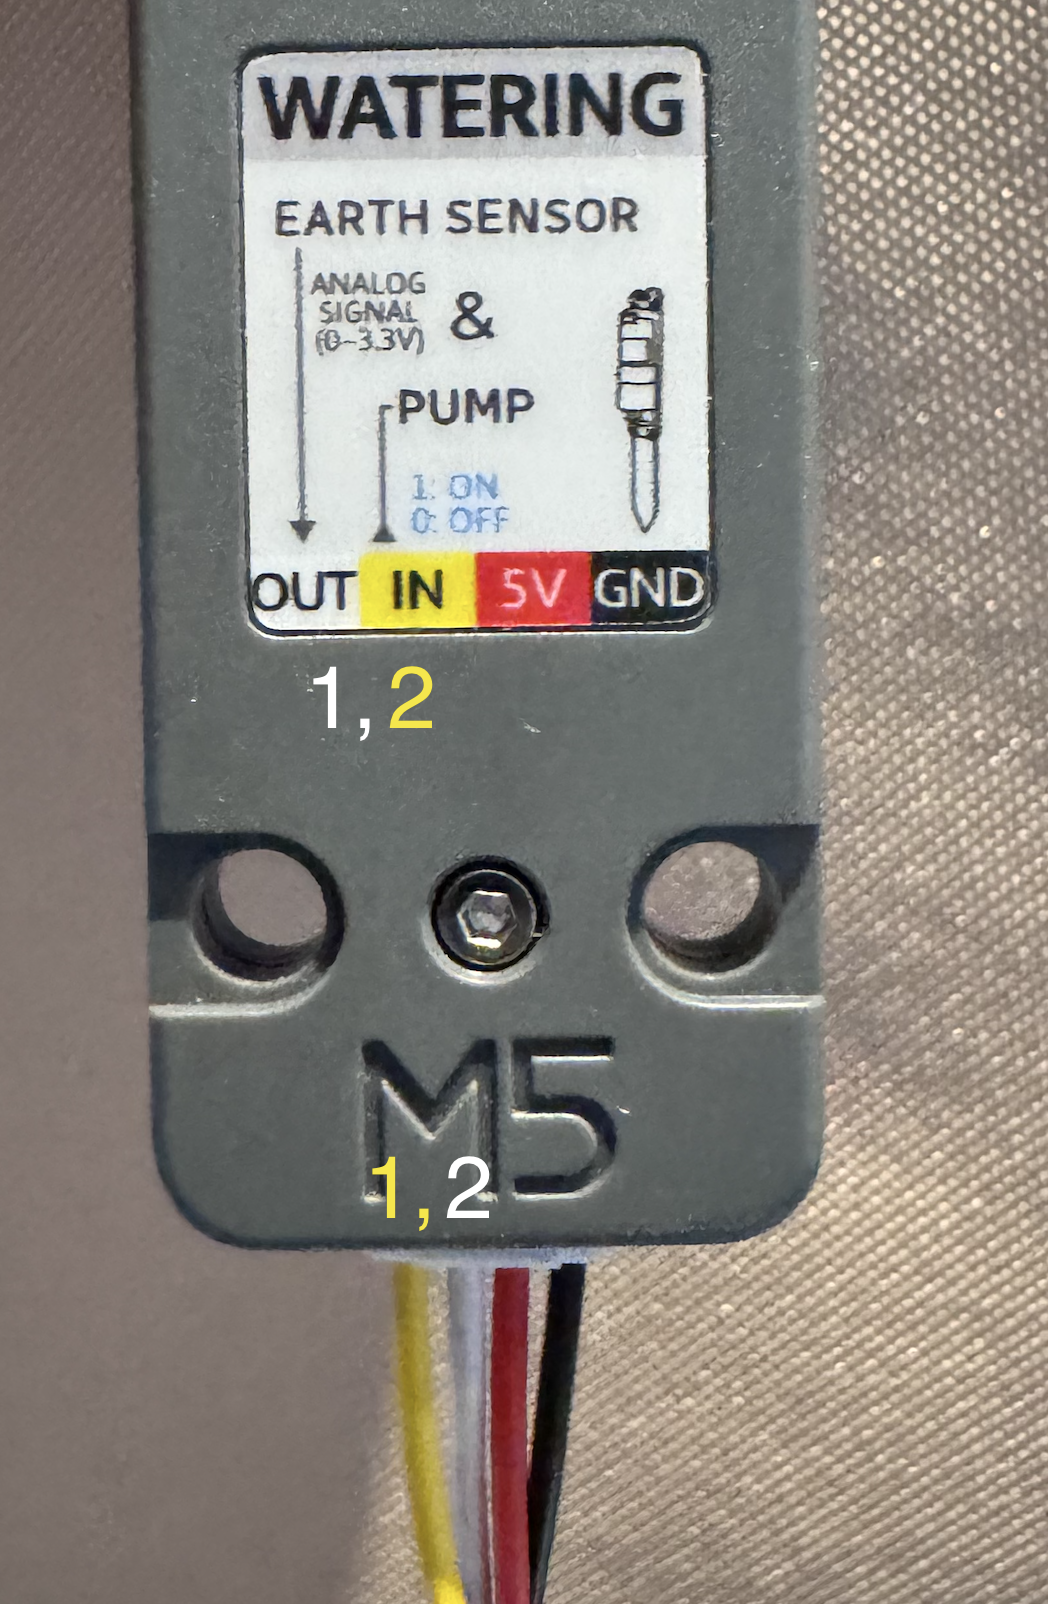 WATERING
EARTH SENSOR
ANALOG
SIGNAL
(0~3.3V)
&
PUMP
1: ON
0: OFF
OUT IN 5V GND
1, 2
M5
1, 2